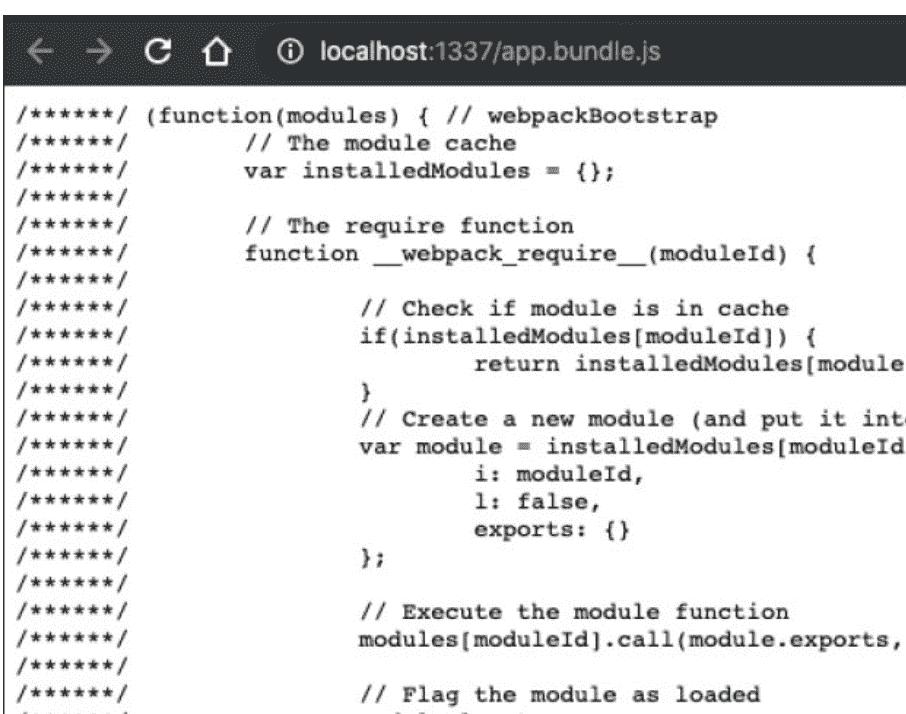 localhost:1337/app.bundle.js
/******/ (function(modules) { // webpackBootstrap
/******/ 	// The module cache
/******/ 	var installedModules = {};
/******/
/******/ 	// The require function
/******/ 	function __webpack_require__(moduleId) {
/******/
/******/ 		// Check if module is in cache
/******/ 		if(installedModules[moduleId]) {
/******/ 			return installedModules[module
/******/ 		}
/******/ 		// Create a new module (and put it int
/******/ 		var module = installedModules[moduleId
/******/ 			i: moduleId,
/******/ 			l: false,
/******/ 			exports: {}
/******/ 		};
/******/
/******/ 		// Execute the module function
/******/ 		modules[moduleId].call(module.exports,
/******/
/******/ 		// Flag the module as loaded